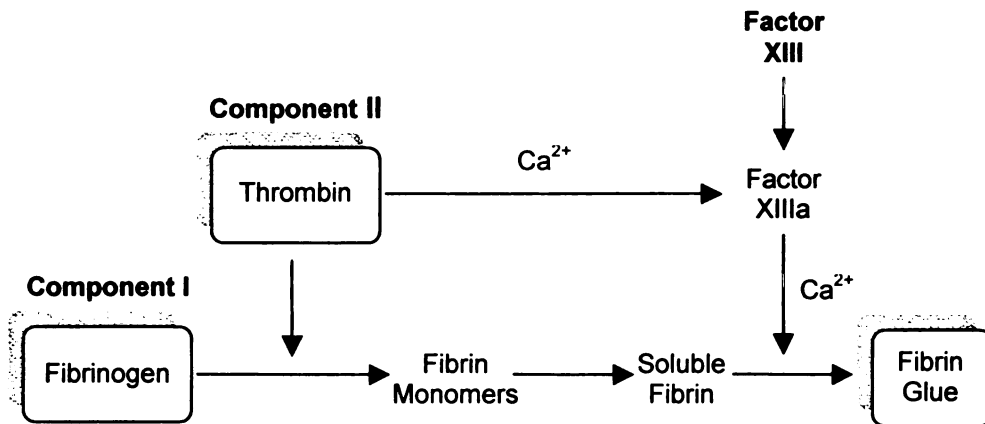 Factor
XIII
Component II
Ca²⁺
Thrombin
Factor
XIIIa
Component I
Ca²⁺
Fibrinogen
Fibrin
Monomers
Soluble
Fibrin
Fibrin
Glue